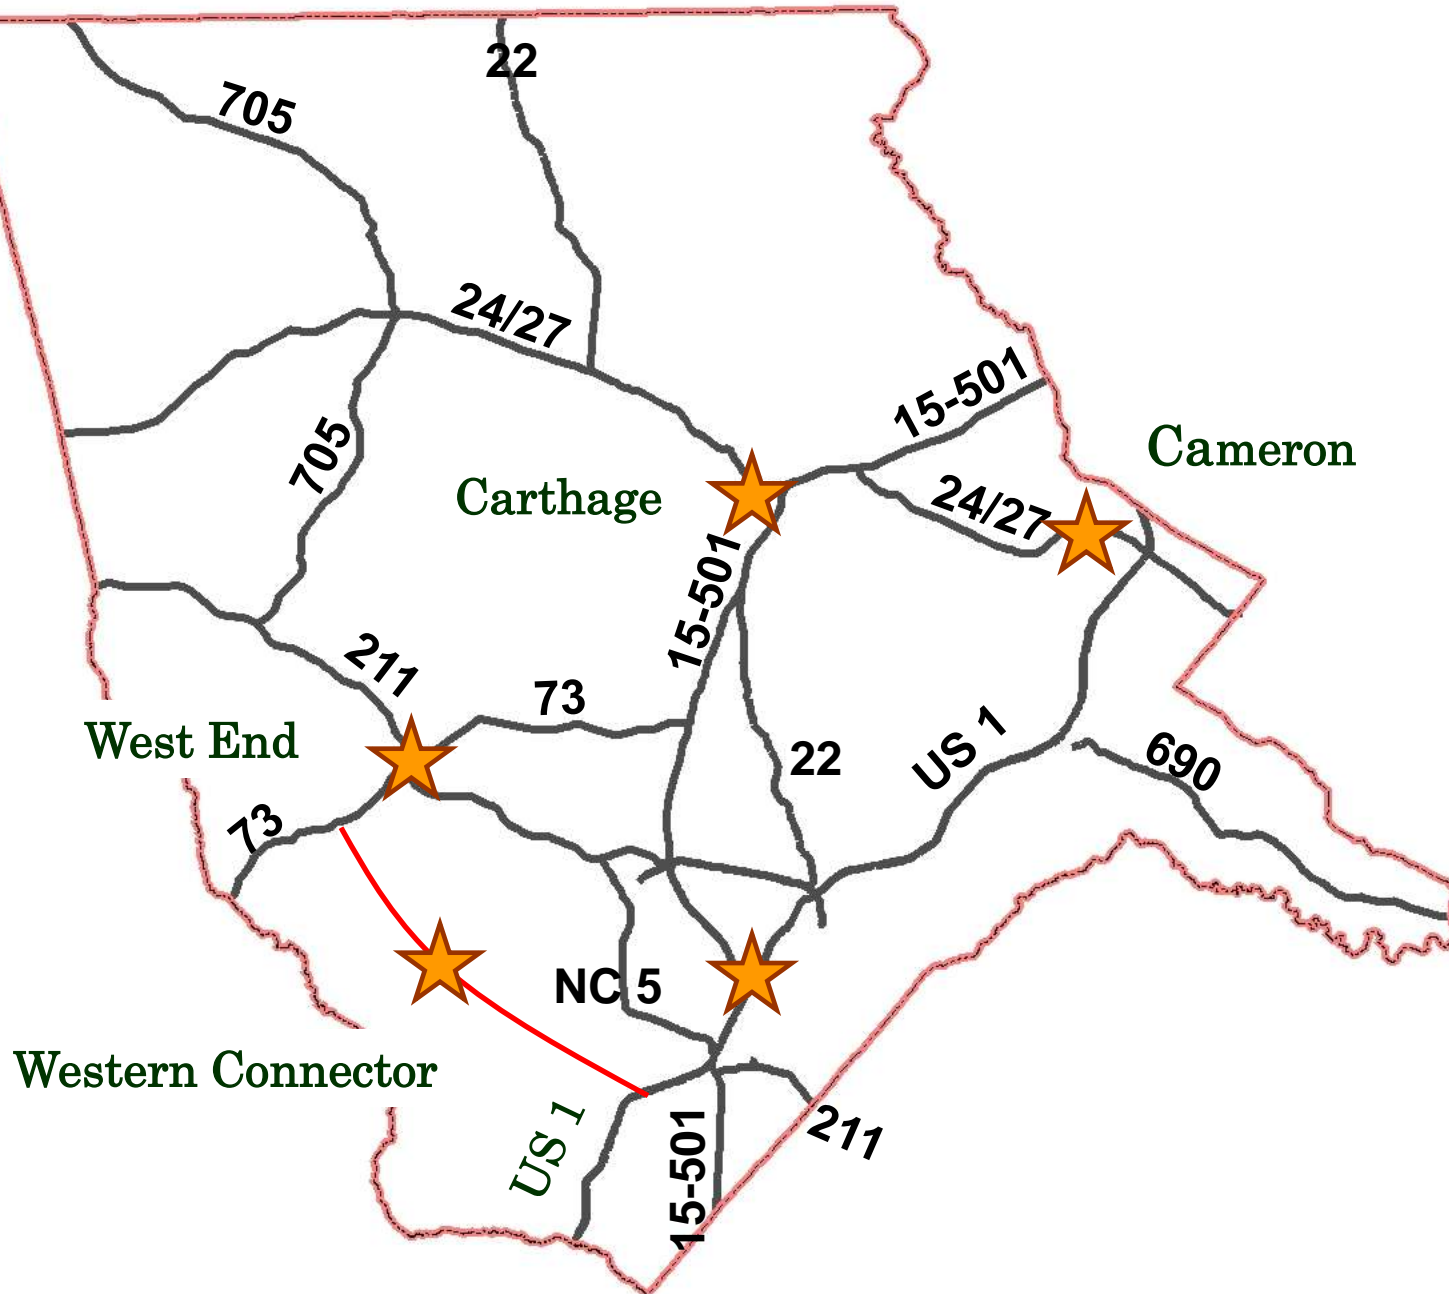 22
705
24/27
15-501
Cameron
705
Carthage
24/27
15-501
211
73
West End
22
US 1
690
73
NC 5
Western Connector
US 1
15-501
211